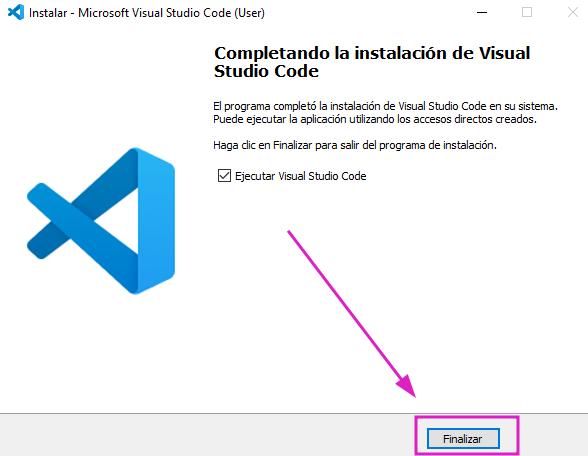 Instalar - Microsoft Visual Studio Code (User)
Completando la instalación de Visual
Studio Code
El programa completó la instalación de Visual Studio Code en su sistema.
Puede ejecutar la aplicación utilizando los accesos directos creados.
Haga clic en Finalizar para salir del programa de instalación.
Ejecutar Visual Studio Code
Finalizar